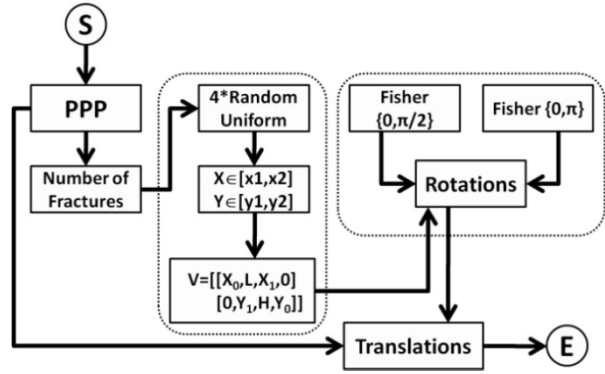 S
PPP
Number of
Fractures
4*Random
Uniform
X∈[x1,x2]
Y∈[y1,y2]
V=[[X₀,L,X₁,0]
[0,Y₁,H,Y₀]]
Fisher
{0,π/2}
Fisher {0,π}
Rotations
Translations
E